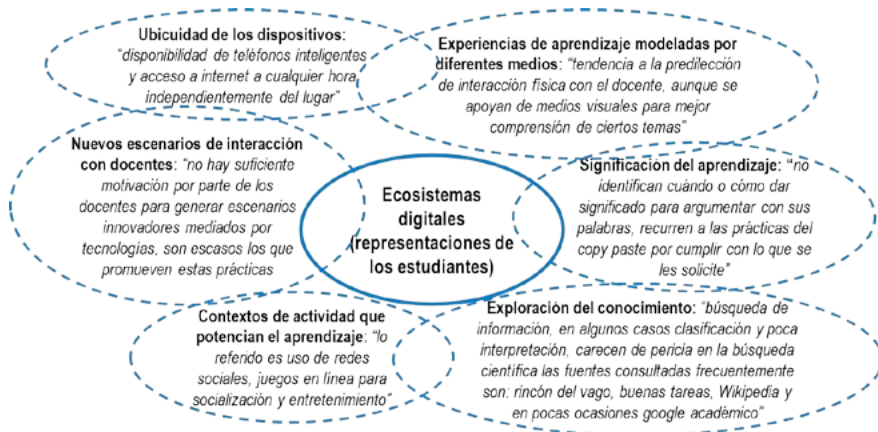 Ubicuidad de los dispositivos:
“disponibilidad de teléfonos inteligentes
y acceso a internet a cualquier hora
independientemente del lugar”
Experiencias de aprendizaje modeladas por
diferentes medios: “tendencia a la predilección
de interacción física con el docente, aunque se
apoyan de medios visuales para mejor
comprensión de ciertos temas”
Nuevos escenarios de interacción
con docentes: “no hay suficiente
motivación por parte de los
docentes para generar escenarios
innovadores mediados por
tecnologías, son escasos los que
promueven estas prácticas
Ecosistemas
digitales
(representaciones de
los estudiantes)
Significación del aprendizaje: “no
identifican cuándo o cómo dar
significado para argumentar con sus
palabras, recurren a las prácticas del
copy paste por cumplir con lo que se
les solicite”
Contextos de actividad que
potencian el aprendizaje: “lo
referido es uso de redes
sociales, juegos en línea para
socialización y entretenimiento”
Exploración del conocimiento: “búsqueda de
información, en algunos casos clasificación y poca
interpretación, carecen de pericia en la búsqueda
científica las fuentes consultadas frecuentemente
son: rincón del vago, buenas tareas, Wikipedia y
en pocas ocasiones google académico”